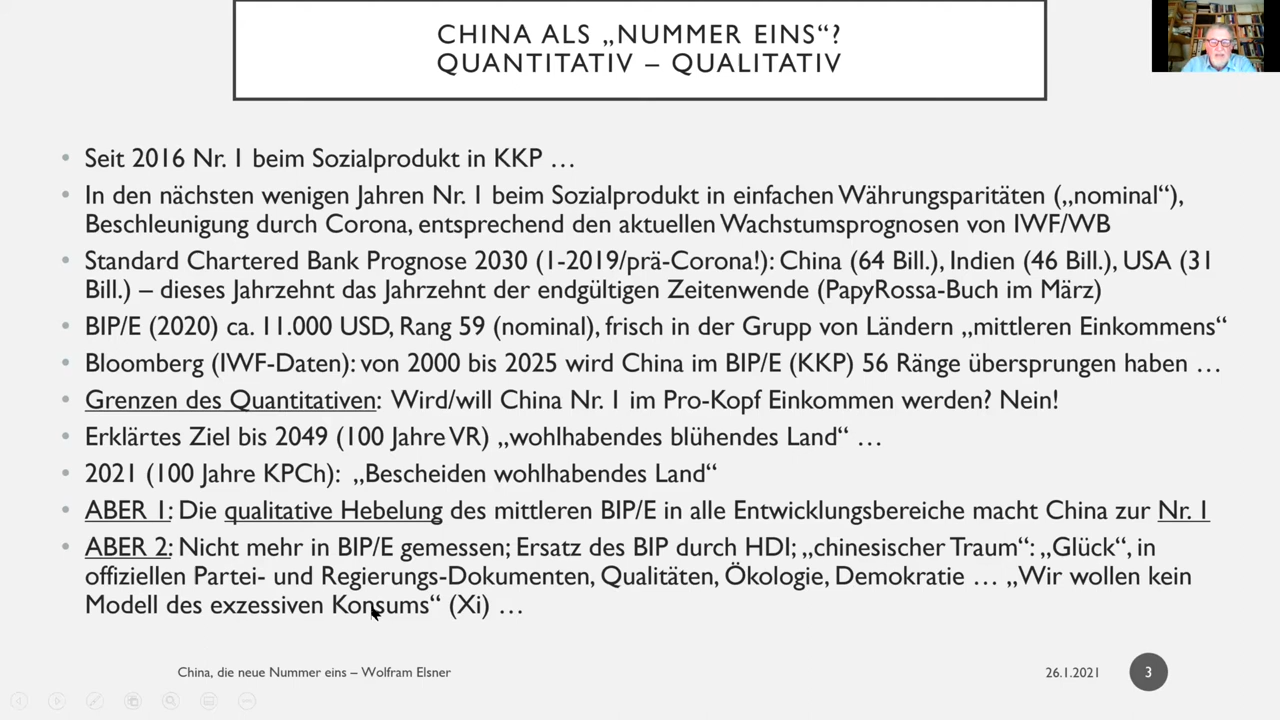 CHINA ALS „NUMMER EINS“?
QUANTITATIV – QUALITATIV
• Seit 2016 Nr. 1 beim Sozialprodukt in KKP …
• In den nächsten wenigen Jahren Nr. 1 beim Sozialprodukt in einfachen Währungsparitäten („nominal“),
Beschleunigung durch Corona, entsprechend den aktuellen Wachstumsprognosen von IWF/WB
• Standard Chartered Bank Prognose 2030 (1-2019/prä-Corona!): China (64 Bill.), Indien (46 Bill.), USA (31
Bill.) – dieses Jahrzehnt das Jahrzehnt der endgültigen Zeitenwende (PapyRossa-Buch im März)
• BIP/E (2020) ca. 11.000 USD, Rang 59 (nominal), frisch in der Grupp von Ländern „mittleren Einkommens“
• Bloomberg (IWF-Daten): von 2000 bis 2025 wird China im BIP/E (KKP) 56 Ränge übersprungen haben …
• Grenzen des Quantitativen: Wird/will China Nr. 1 im Pro-Kopf Einkommen werden? Nein!
• Erklärtes Ziel bis 2049 (100 Jahre VR) „wohlhabendes blühendes Land“ …
• 2021 (100 Jahre KPCh): „Bescheiden wohlhabendes Land“
• ABER 1: Die qualitative Hebelung des mittleren BIP/E in alle Entwicklungsbereiche macht China zur Nr. 1
• ABER 2: Nicht mehr in BIP/E gemessen; Ersatz des BIP durch HDI; „chinesischer Traum“: „Glück“, in
offiziellen Partei- und Regierungs-Dokumenten, Qualitäten, Ökologie, Demokratie … „Wir wollen kein
Modell des exzessiven Konsums“ (Xi) …
China, die neue Nummer eins – Wolfram Elsner
26.1.2021
3